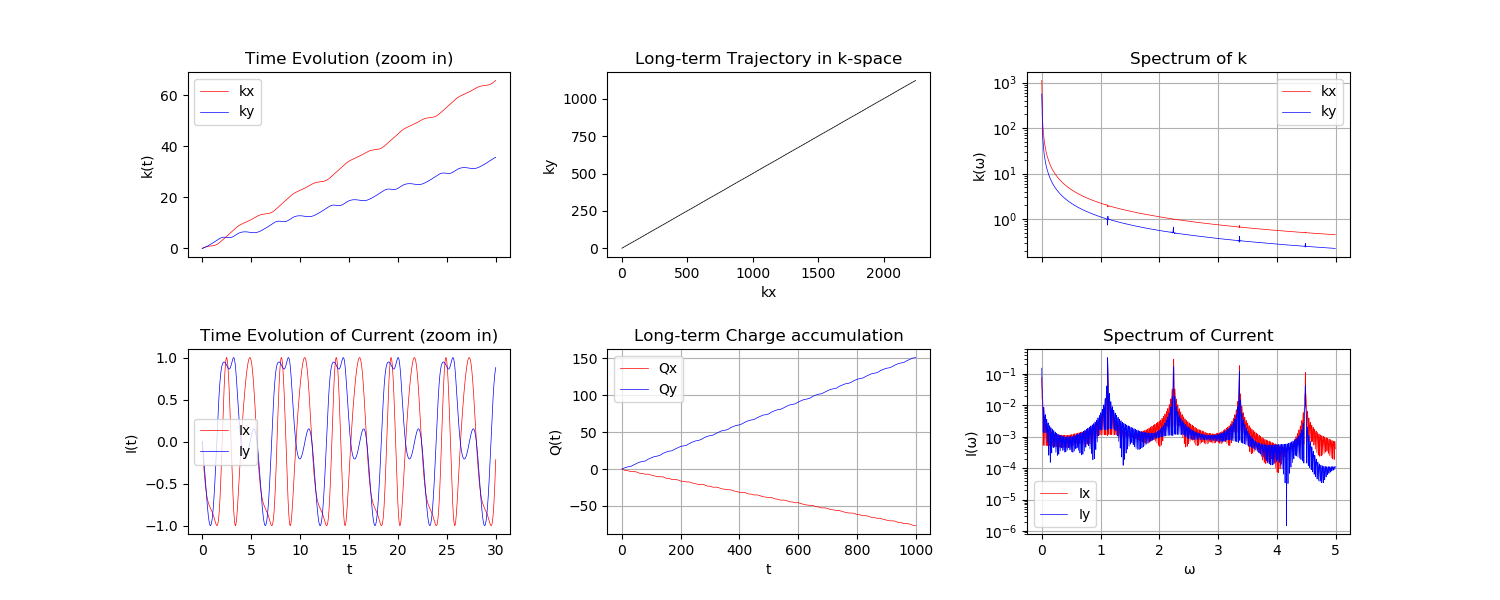 Time Evolution (zoom in)
kx
ky
60
40
20
0
k(t)
Long-term Trajectory in k-space
1000
750
500
250
0
ky
0 500 1000 1500 2000
kx
Spectrum of k
kx
ky
10³
10²
10¹
10⁰
k(ω)
Time Evolution of Current (zoom in)
1.0
0.5
0.0
−0.5
−1.0
I(t)
Ix
Iy
0 5 10 15 20 25 30
t
Long-term Charge accumulation
Qx
Qy
150
100
50
0
−50
Q(t)
0 200 400 600 800 1000
t
Spectrum of Current
10⁻¹
10⁻²
10⁻³
10⁻⁴
10⁻⁵
10⁻⁶
I(ω)
Ix
Iy
0 1 2 3 4 5
ω